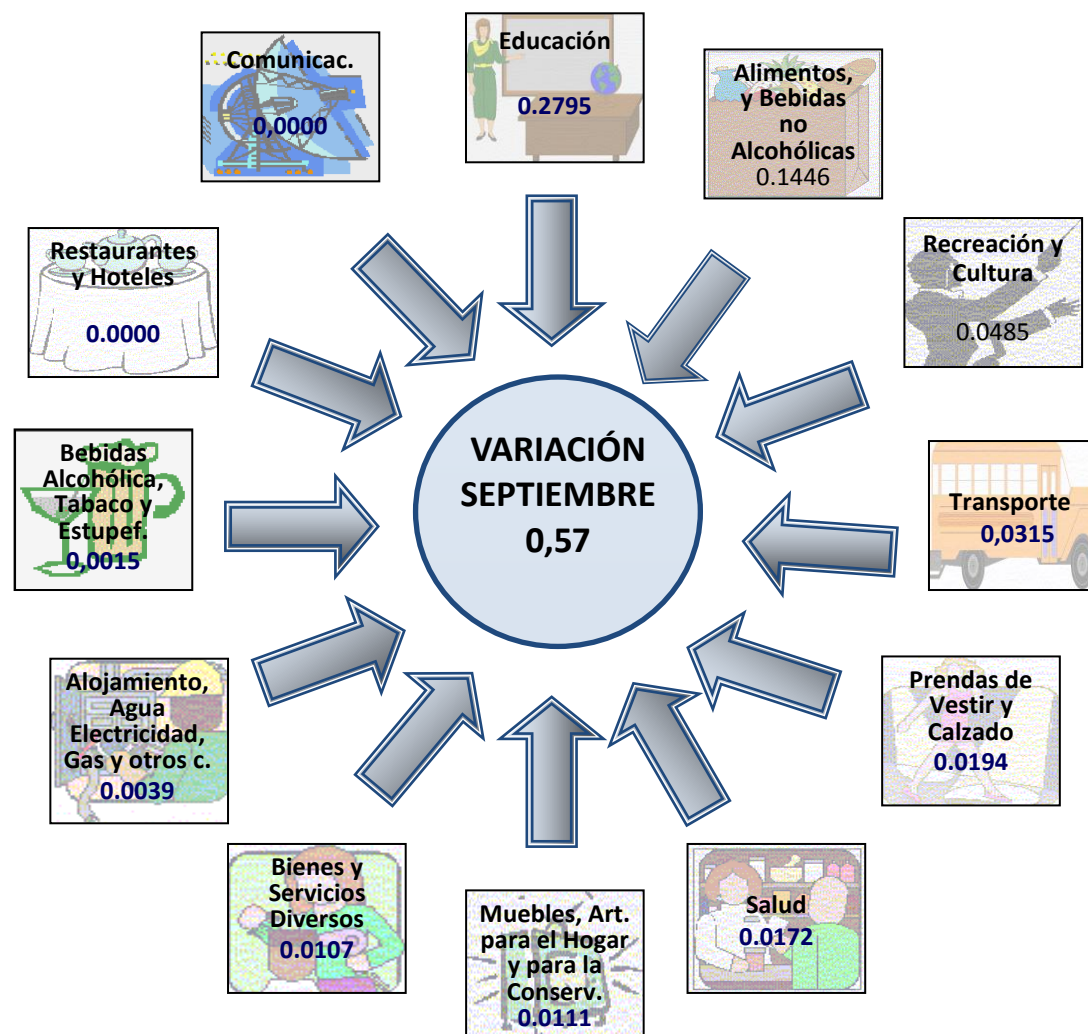 Educación
0.2795
Alimentos,
y Bebidas
no
Alcohólicas
0.1446
Recreación y
Cultura
0.0485
Transporte
0,0315
Prendas de
Vestir y
Calzado
0.0194
Salud
0.0172
Muebles, Art.
para el Hogar
y para la
Conserv.
0.0111
Bienes y
Servicios
Diversos
0.0107
Alojamiento,
Agua
Electricidad,
Gas y otros c.
0.0039
Bebidas
Alcohólica,
Tabaco y
Estupef.
0,0015
Restaurantes
y Hoteles
0.0000
Comunicac.
0,0000
VARIACIÓN
SEPTIEMBRE
0,57